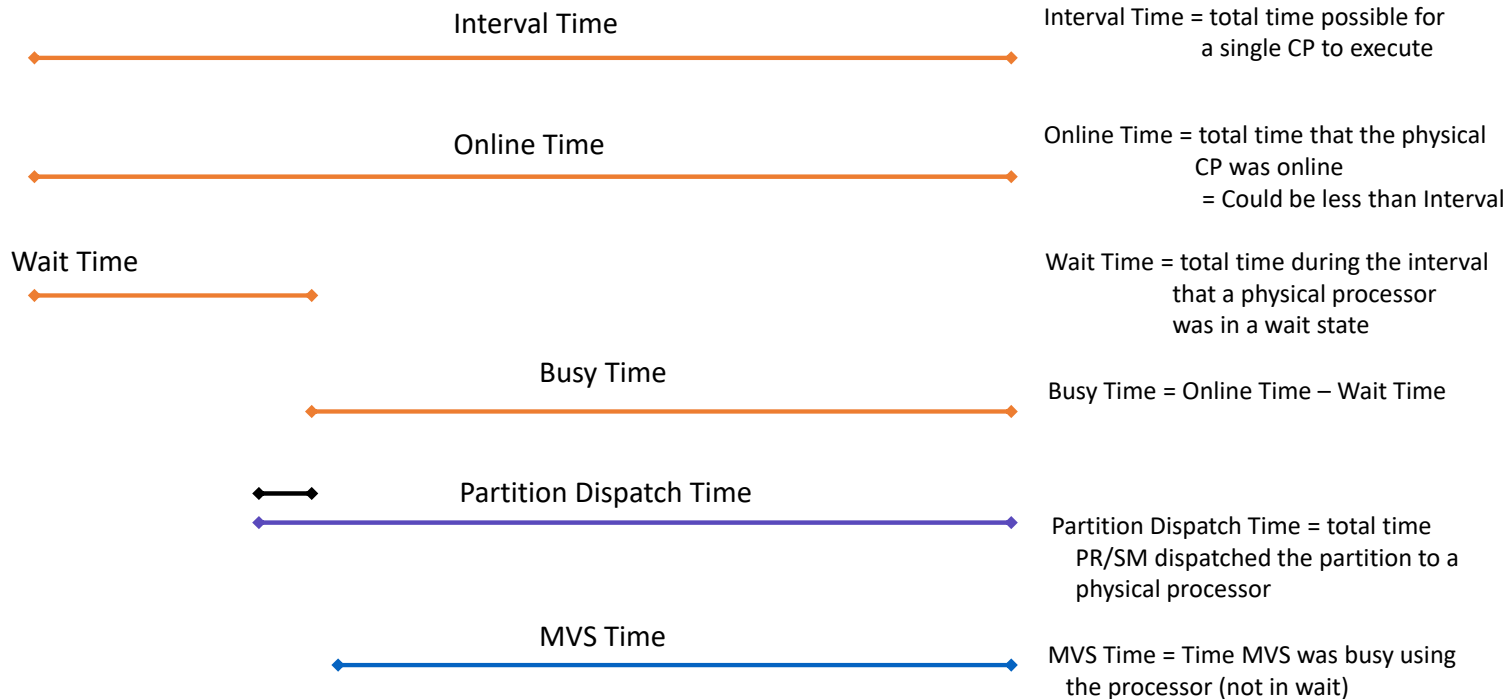 Interval Time
Interval Time = total time possible for
a single CP to execute
Online Time
Online Time = total time that the physical
CP was online
= Could be less than Interval
Wait Time
Wait Time = total time during the interval
that a physical processor
was in a wait state
Busy Time
Busy Time = Online Time – Wait Time
Partition Dispatch Time
Partition Dispatch Time = total time
PR/SM dispatched the partition to a
physical processor
MVS Time
MVS Time = Time MVS was busy using
the processor (not in wait)